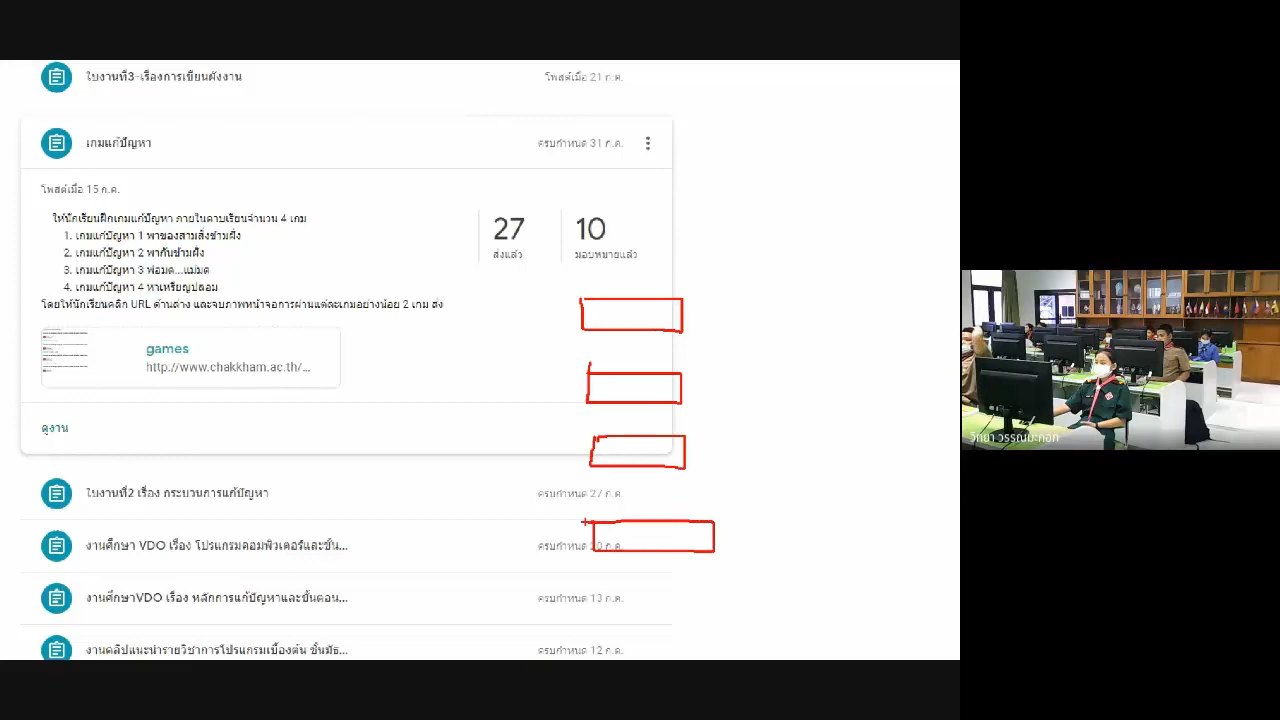 ใบงานที่3-เรื่องการเขียนผังงาน
โพสต์เมื่อ 21 ก.ค.
เกมแก้ปัญหา
ครบกำหนด 31 ก.ค.
โพสต์เมื่อ 15 ก.ค.
ให้นักเรียนฝึกเกมแก้ปัญหา ภายในคาบเรียนจำนวน 4 เกม
1. เกมแก้ปัญหา 1 พาของสามสิ่งข้ามฝั่ง
2. เกมแก้ปัญหา 2 พากันข้ามฝั่ง
3. เกมแก้ปัญหา 3 พ่อมด...แม่มด
4. เกมแก้ปัญหา 4 หาเหรียญปลอม
โดยให้นักเรียนคลิก URL ด้านล่าง และจับภาพหน้าจอการผ่านแต่ละเกมอย่างน้อย 2 เกม ส่ง
27
ส่งแล้ว
10
มอบหมายแล้ว
games
http://www.chakkham.ac.th/...
ดูงาน
ใบงานที่2 เรื่อง กระบวนการแก้ปัญหา
ครบกำหนด 27 ก.ค.
งานศึกษา VDO เรื่อง โปรแกรมคอมพิวเตอร์และขั้น...
ครบกำหนด 20 ก.ค.
งานศึกษาVDO เรื่อง หลักการแก้ปัญหาและขั้นตอน...
ครบกำหนด 13 ก.ค.
งานคลิปแนะนำรายวิชาการโปรแกรมเบื้องต้น ชั้นมัธ...
ครบกำหนด 12 ก.ค.
วิทยา วรรณมะกอก